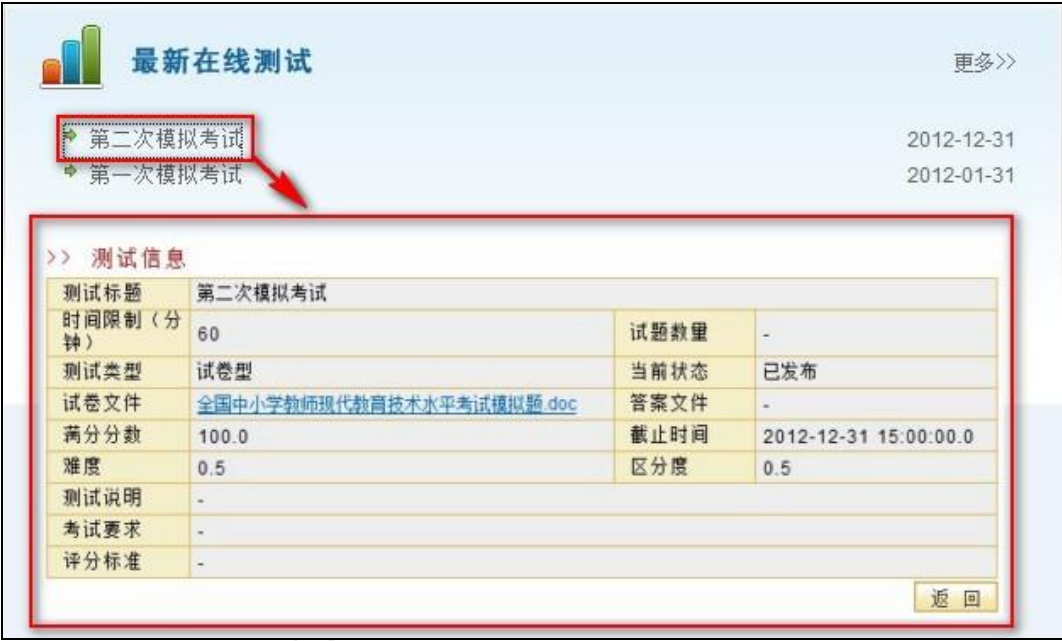 最新在线测试 更多>>
第二次模拟考试 2012-12-31
第一次模拟考试 2012-01-31
>> 测试信息
测试标题 第二次模拟考试
时间限制（分
钟） 60 试题数量 -
测试类型 试卷型 当前状态 已发布
试卷文件 全国中小学教师现代教育技术水平考试模拟题.doc 答案文件 -
满分分数 100.0 截止时间 2012-12-31 15:00:00.0
难度 0.5 区分度 0.5
测试说明 -
考试要求 -
评分标准 -
返 回